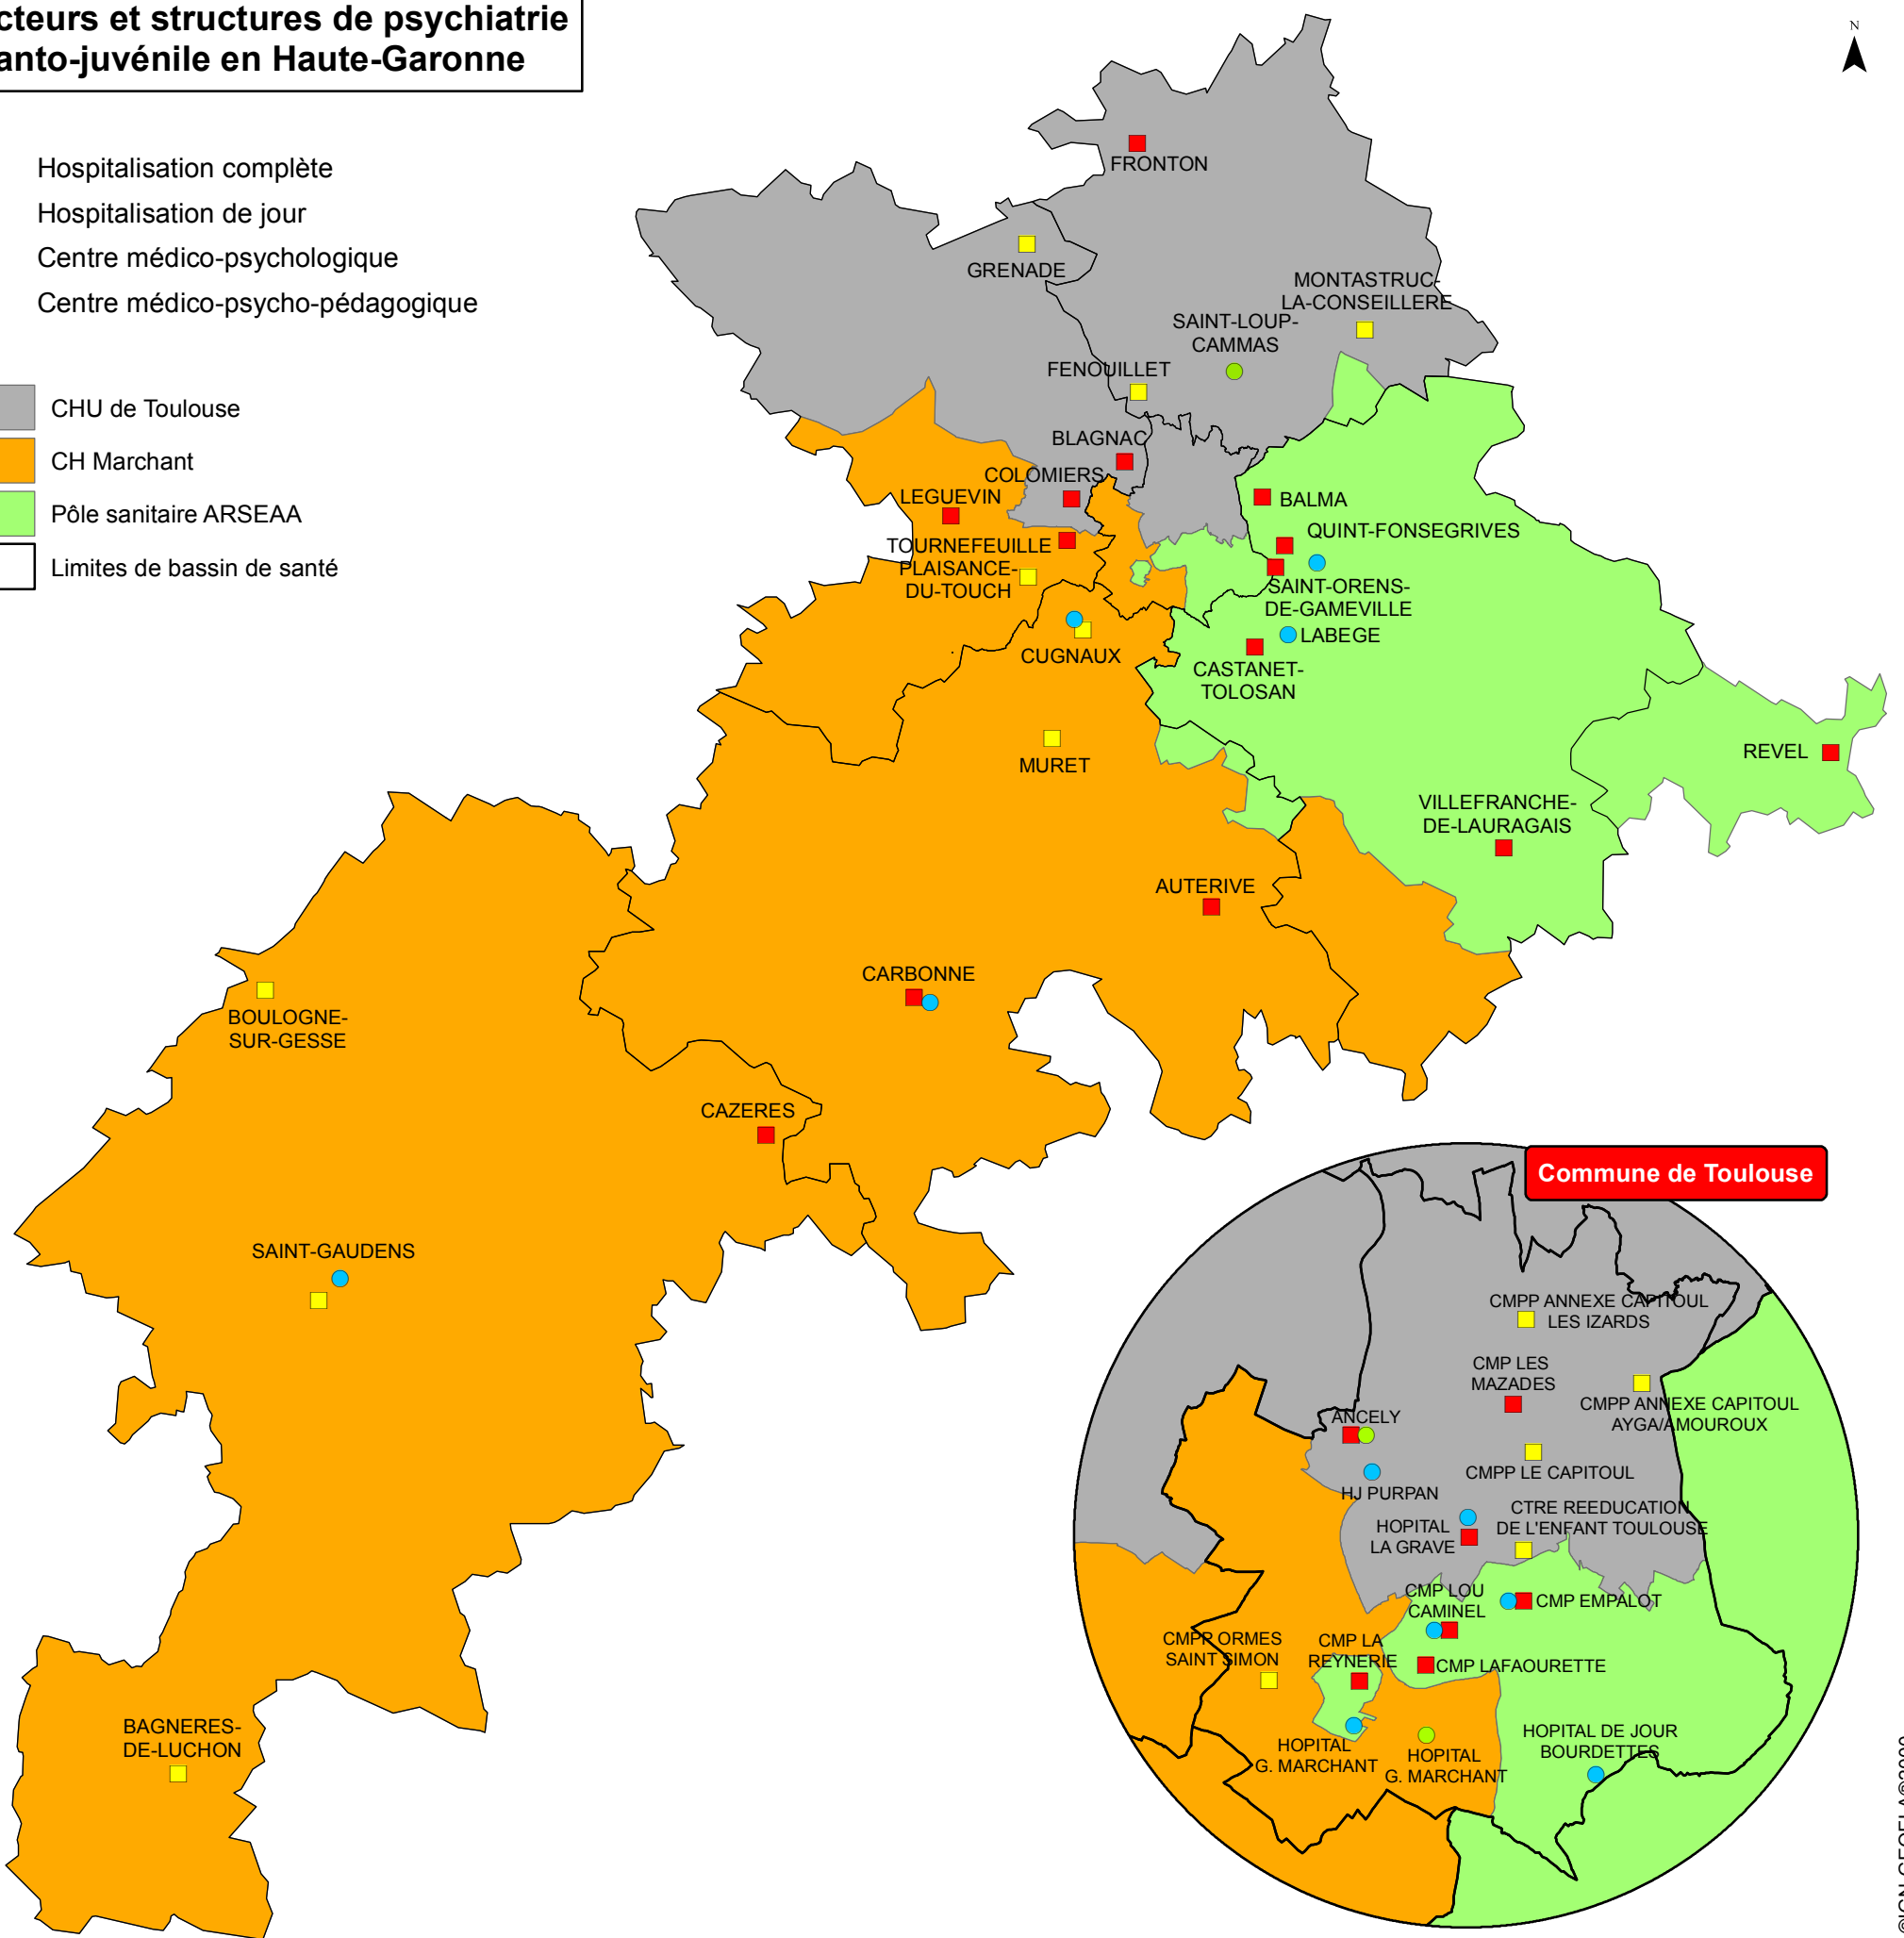 cteurs et structures de psychiatrie
anto-juvénile en Haute-Garonne
N
Hospitalisation complète
Hospitalisation de jour
Centre médico-psychologique
Centre médico-psycho-pédagogique
CHU de Toulouse
CH Marchant
Pôle sanitaire ARSEAA
Limites de bassin de santé
FRONTON
GRENADE
MONTASTRUC-
LA-CONSEILLERE
SAINT-LOUP-
CAMMAS
FENOUILLET
BLAGNAC
COLOMIERS
LEGUEVIN
BALMA
QUINT-FONSEGRIVES
TOURNEFEUILLE
PLAISANCE-
DU-TOUCH
SAINT-ORENS-
DE-GAMEVILLE
LABEGE
CUGNAUX
CASTANET-
TOLOSAN
MURET
REVEL
VILLEFRANCHE-
DE-LAURAGAIS
AUTERIVE
CARBONNE
BOULOGNE-
SUR-GESSE
CAZERES
SAINT-GAUDENS
BAGNERES-
DE-LUCHON
Commune de Toulouse
CMPP ANNEXE CAPITOUL
LES IZARDS
CMP LES
MAZADES
CMPP ANNEXE CAPITOUL
AYGA/AMOUROUX
ANCELY
CMPP LE CAPITOUL
HJ PURPAN
CTRE REEDUCATION
DE L'ENFANT TOULOUSE
HOPITAL
LA GRAVE
CMP LOU
CAMINEL
CMP EMPALOT
CMPP ORMES
SAINT SIMON
CMP LA
REYNERIE
CMP LAFAOURETTE
HOPITAL
G. MARCHANT
HOPITAL
G. MARCHANT
HOPITAL DE JOUR
BOURDETTES